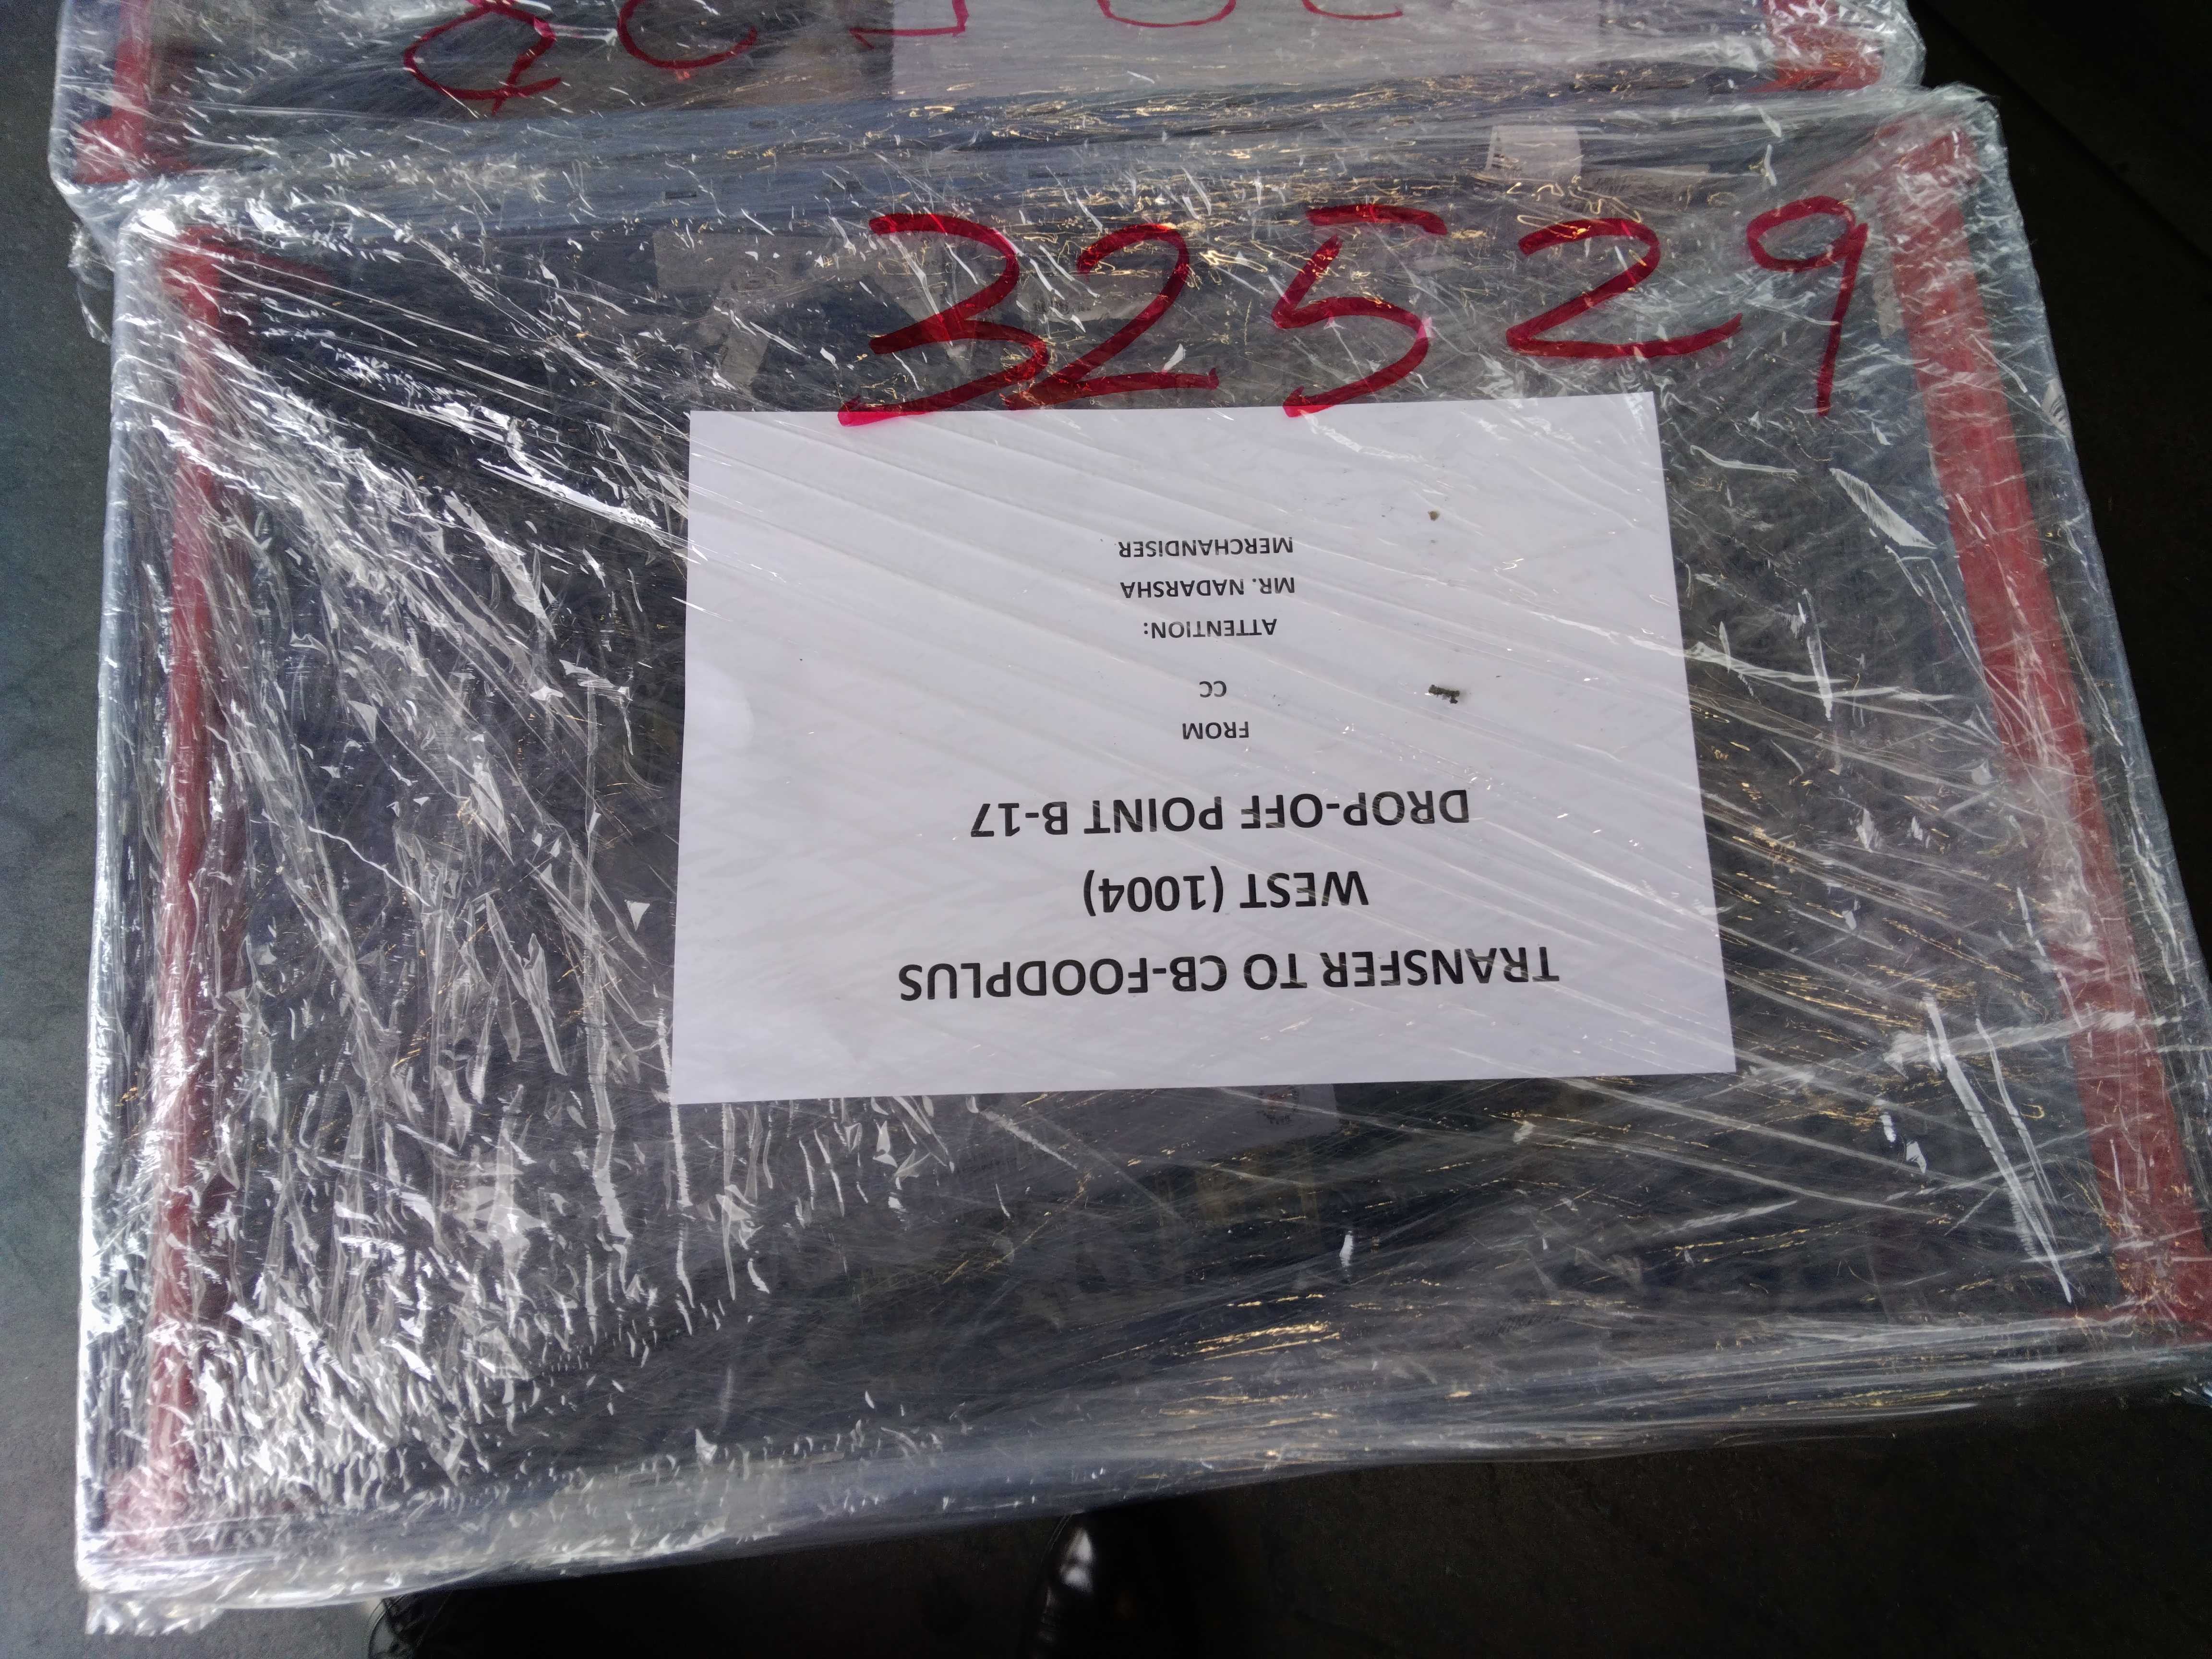 32529
TRANSFER TO CB-FOODPLUS
WEST (1004)
DROP-OFF POINT B-17
FROM
CC
ATTENTION:
MR. NADARSHA
MERCHANDISER